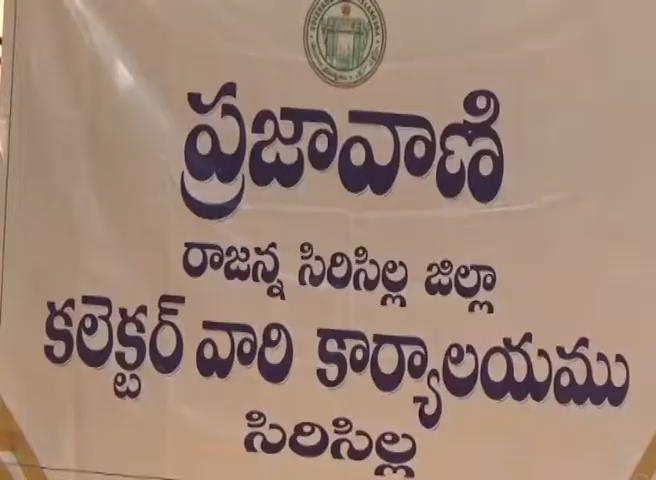 ప్రజావాణి
రాజన్న సిరిసిల్ల జిల్లా
కలెక్టర్ వారి కార్యాలయము
సిరిసిల్ల